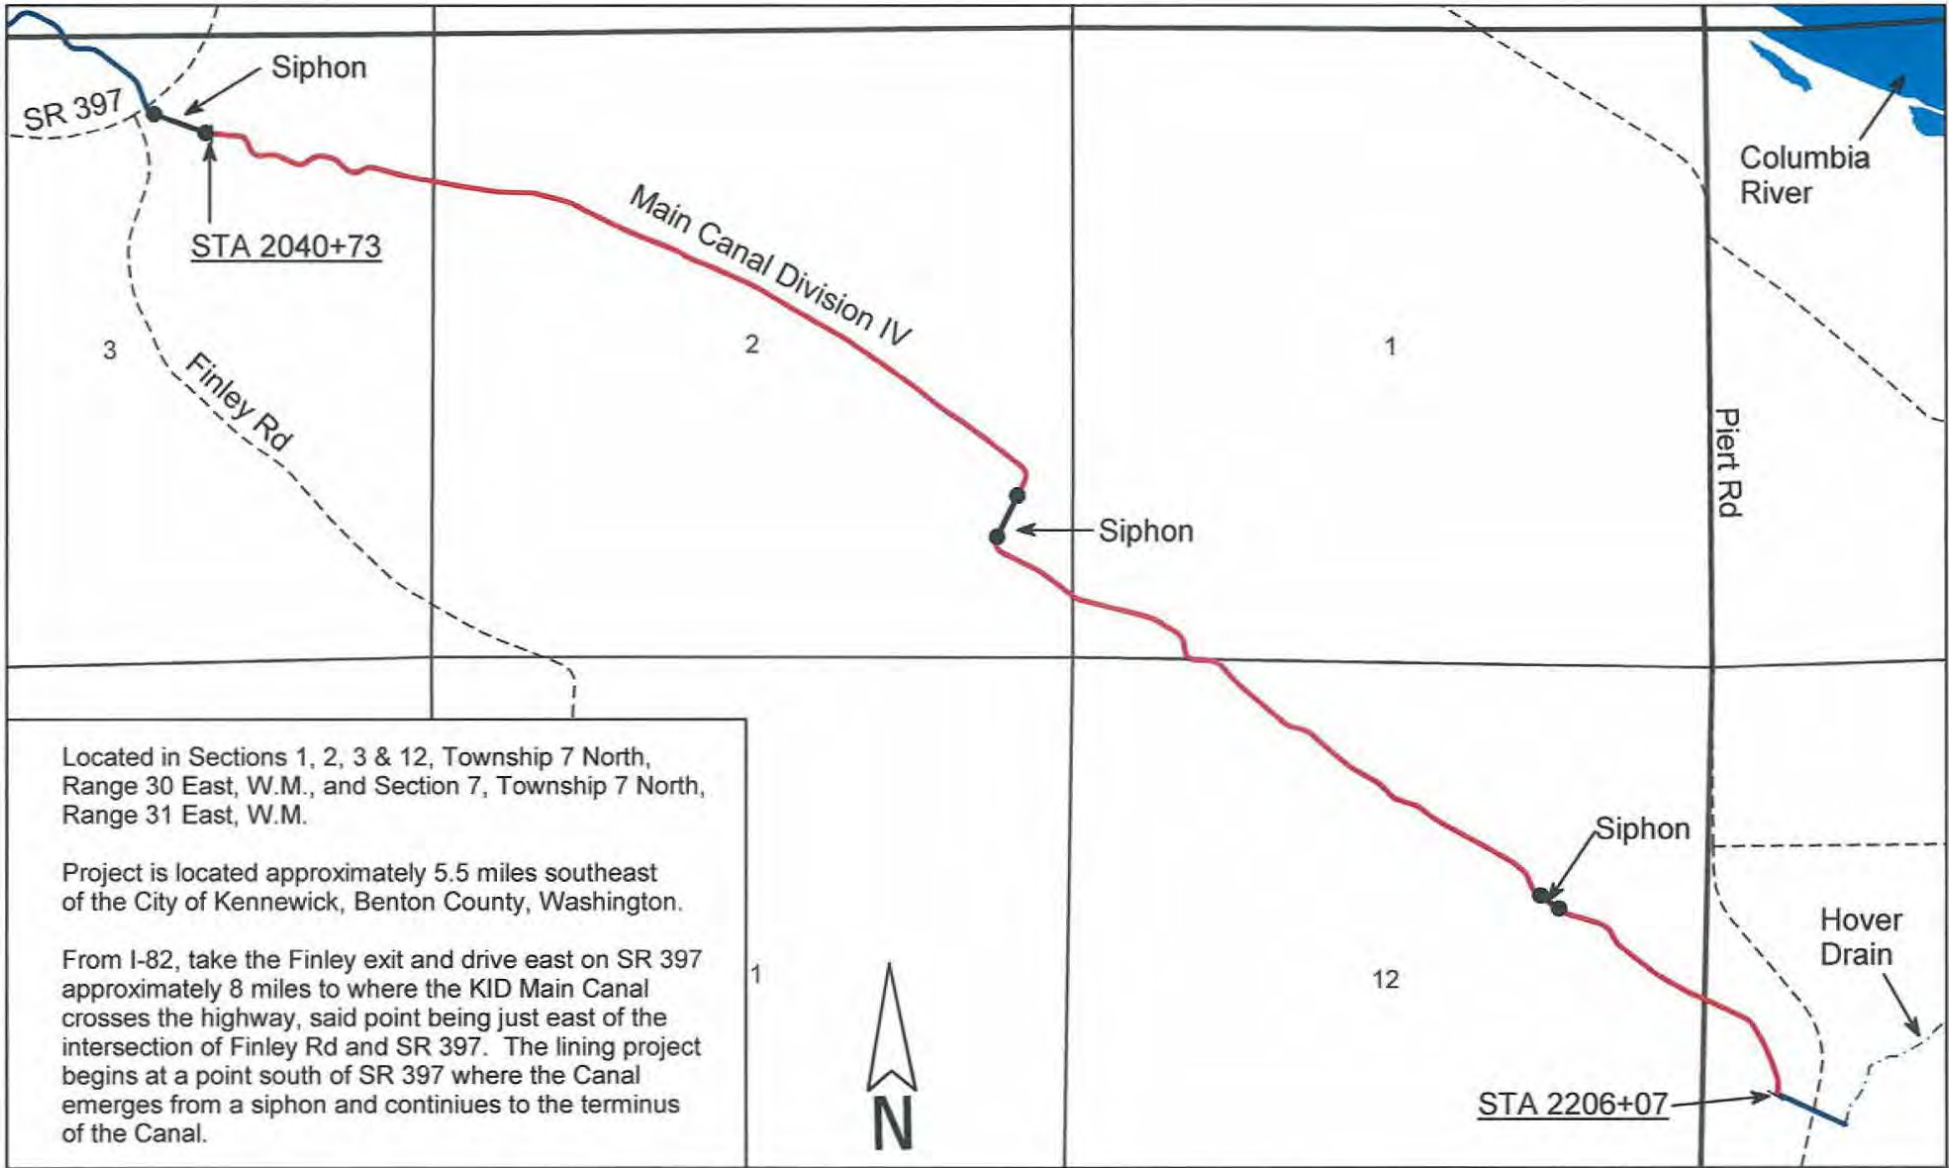 Siphon
SR 397
STA 2040+73
Main Canal Division IV
Columbia
River
3
2
1
Finley Rd
Piert Rd
Siphon
Located in Sections 1, 2, 3 & 12, Township 7 North,
Range 30 East, W.M., and Section 7, Township 7 North,
Range 31 East, W.M.
Project is located approximately 5.5 miles southeast
of the City of Kennewick, Benton County, Washington.
From I-82, take the Finley exit and drive east on SR 397
approximately 8 miles to where the KID Main Canal
crosses the highway, said point being just east of the
intersection of Finley Rd and SR 397.  The lining project
begins at a point south of SR 397 where the Canal
emerges from a siphon and continiues to the terminus
of the Canal.
1
N
Siphon
12
Hover
Drain
STA 2206+07